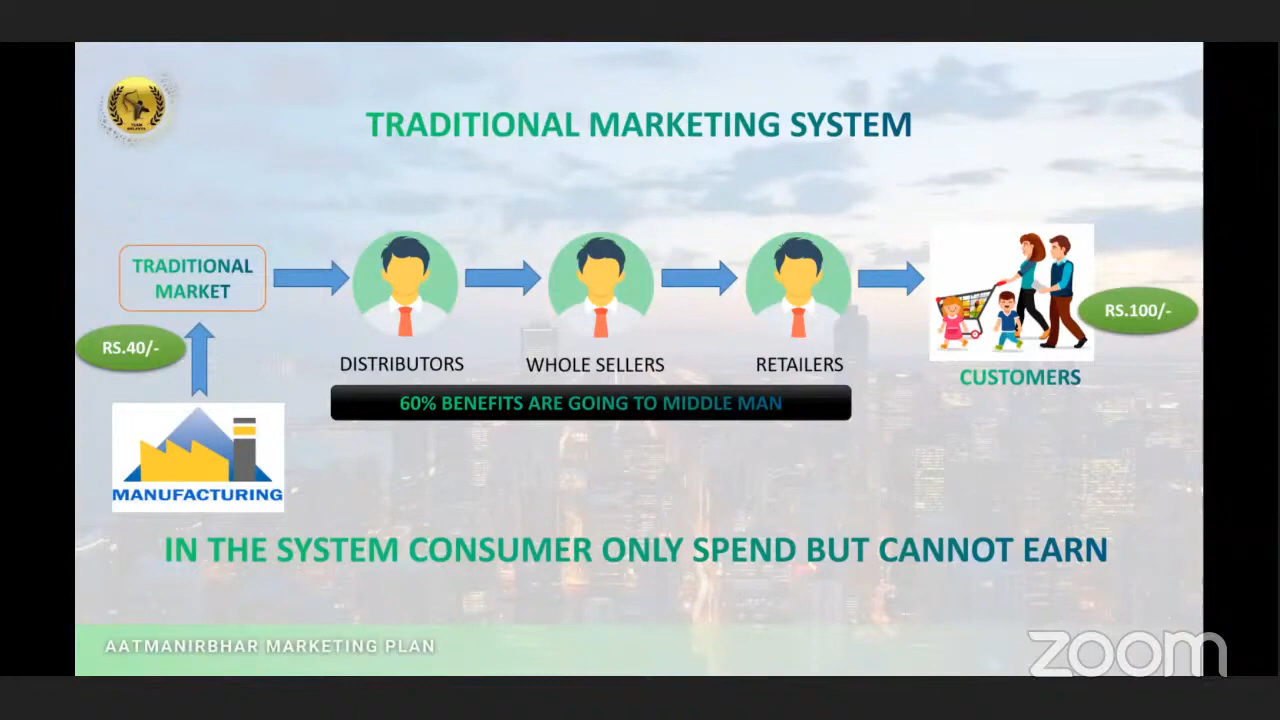 TRADITIONAL MARKETING SYSTEM
TRADITIONAL
MARKET
RS.40/-
MANUFACTURING
DISTRIBUTORS
WHOLE SELLERS
RETAILERS
60% BENEFITS ARE GOING TO MIDDLE MAN
RS.100/-
CUSTOMERS
IN THE SYSTEM CONSUMER ONLY SPEND BUT CANNOT EARN
AATMANIRBHAR MARKETING PLAN
zoom